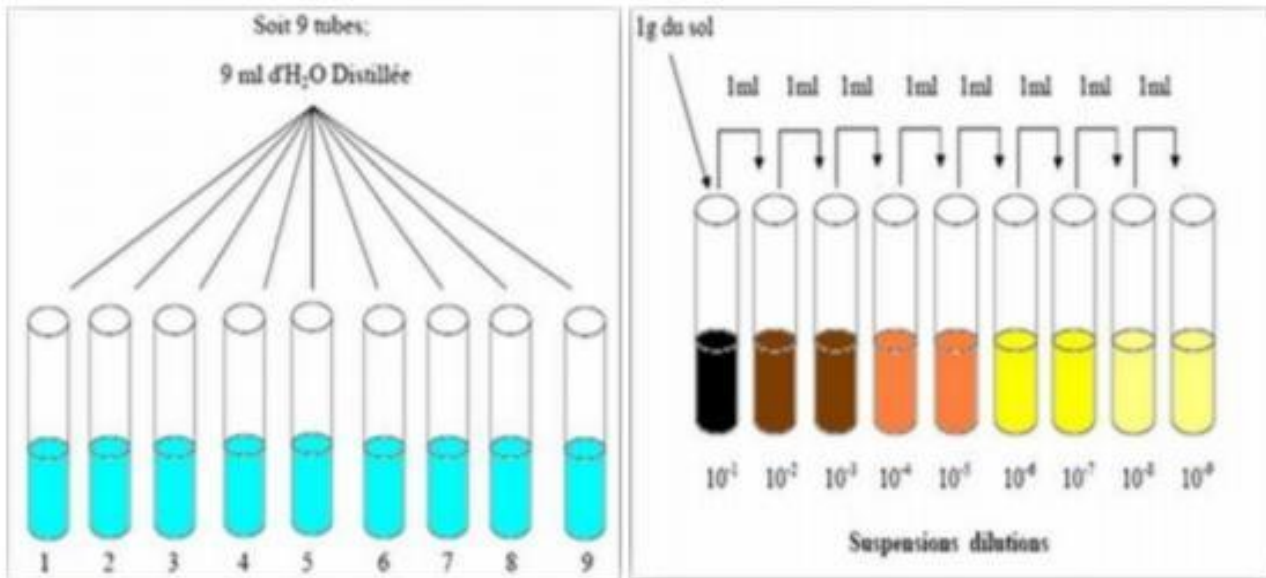 Soit 9 tubes;
9 ml d'H₂O Distillée
1 2 3 4 5 6 7 8 9
1g du sol
1ml 1ml 1ml 1ml 1ml 1ml 1ml 1ml
10⁻¹ 10⁻² 10⁻³ 10⁻⁴ 10⁻⁵ 10⁻⁶ 10⁻⁷ 10⁻⁸ 10⁻⁹
Suspensions dilutions